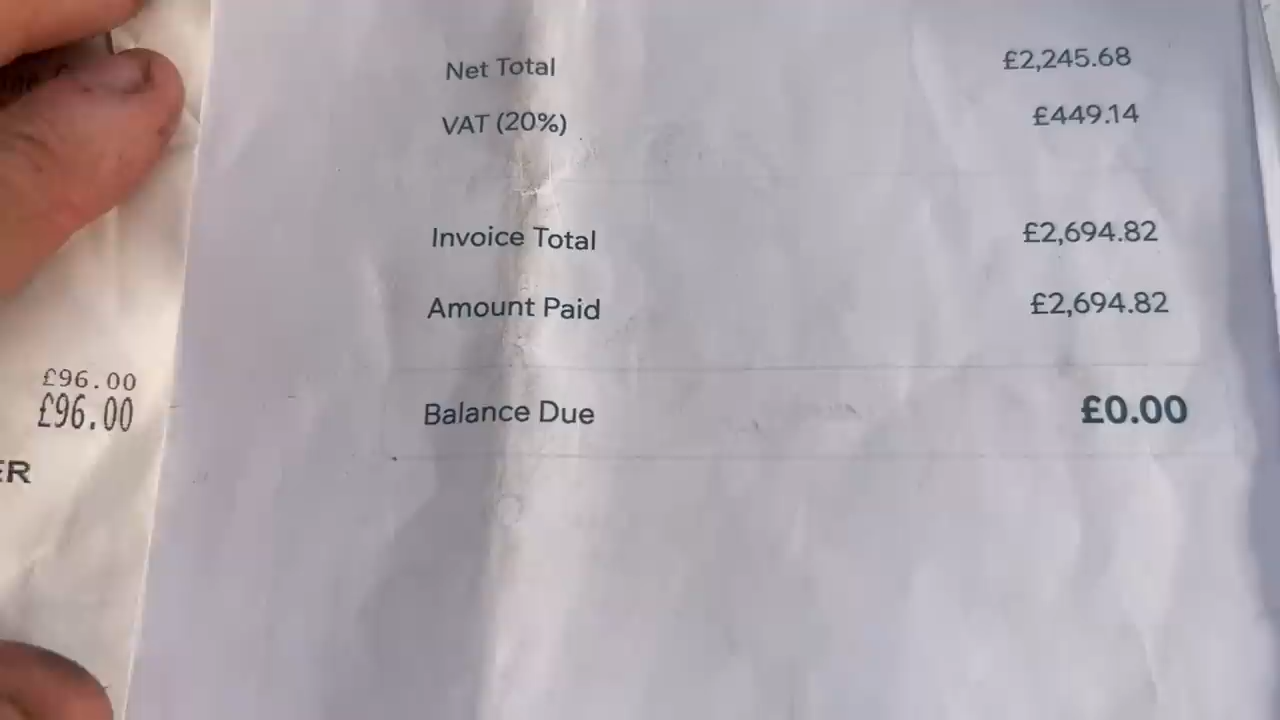 Net Total £2,245.68
VAT (20%) £449.14
Invoice Total £2,694.82
Amount Paid £2,694.82
Balance Due £0.00
£96.00
£96.00
ER